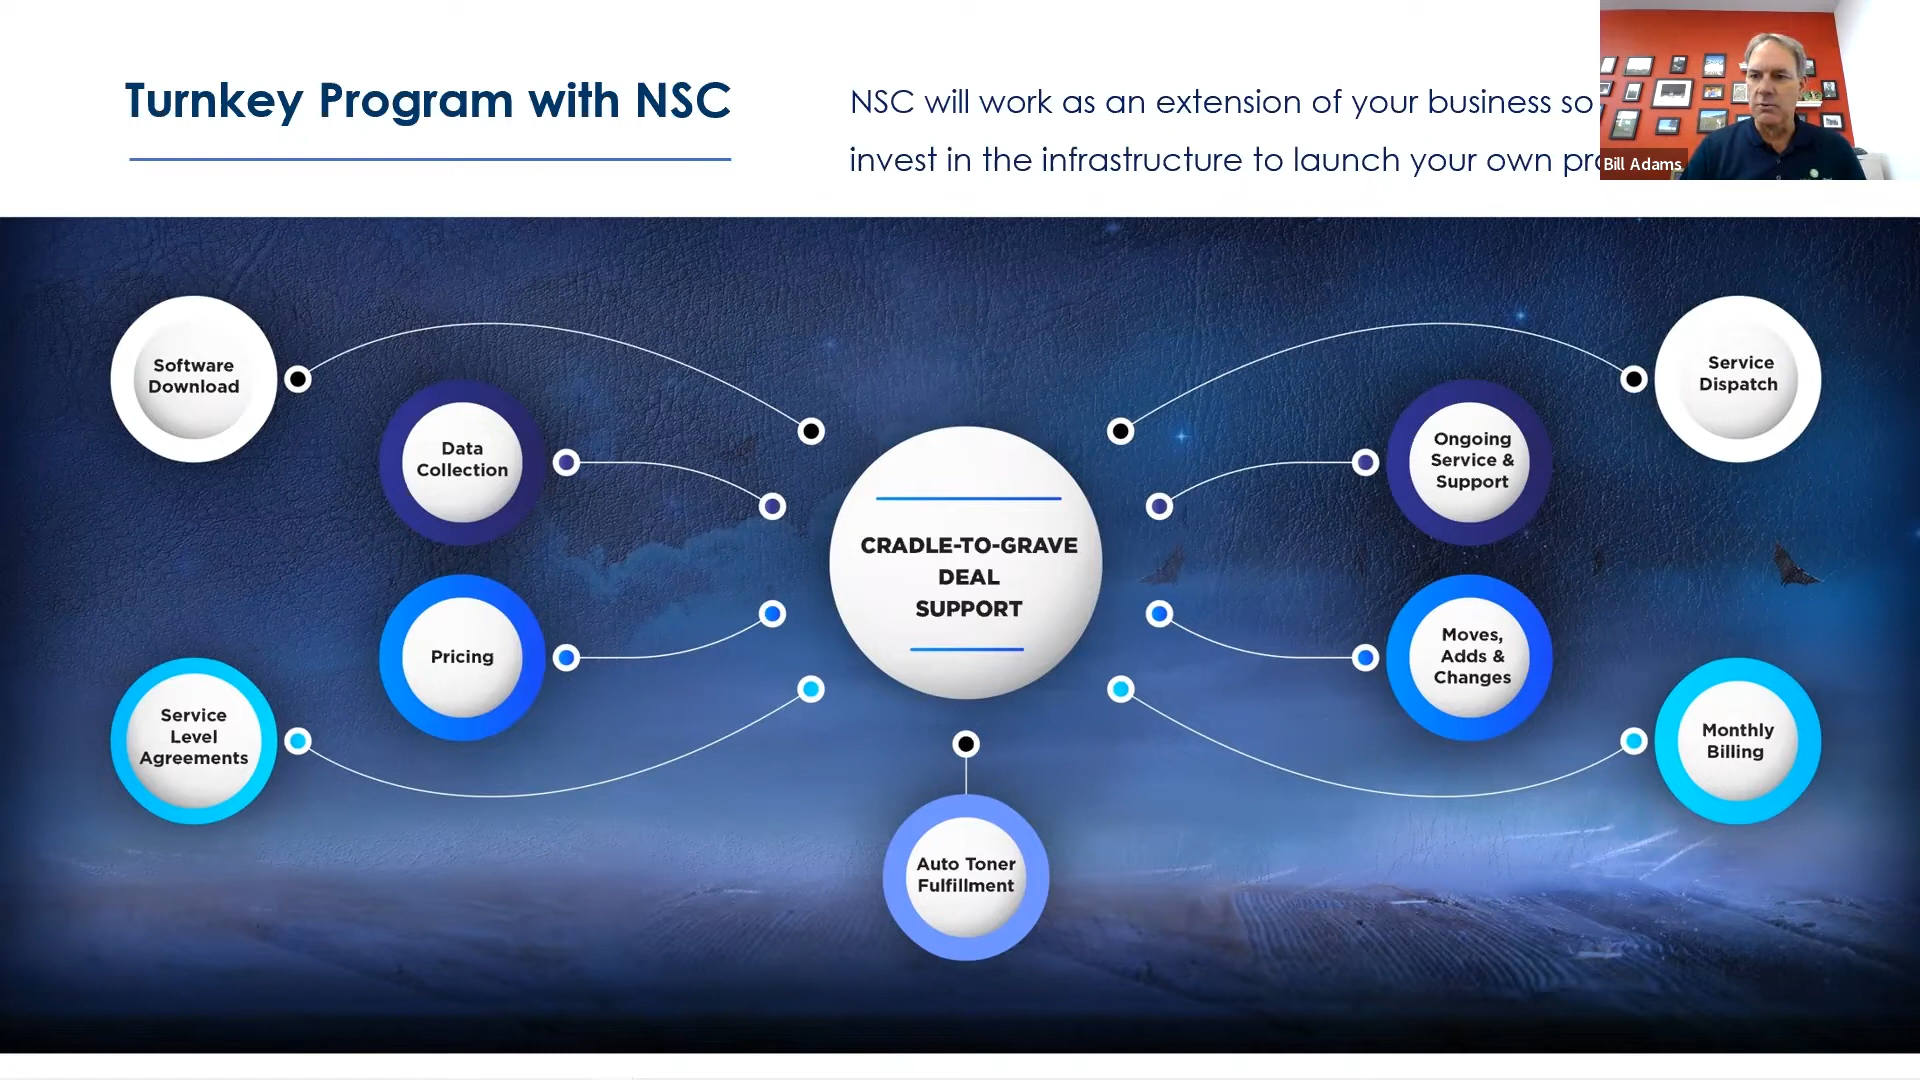 Turnkey Program with NSC
NSC will work as an extension of your business so
invest in the infrastructure to launch your own
Bill Adams
Software
Download
Data
Collection
Pricing
Service
Level
Agreements
CRADLE-TO-GRAVE
DEAL
SUPPORT
Auto Toner
Fulfillment
Service
Dispatch
Ongoing
Service &
Support
Moves,
Adds &
Changes
Monthly
Billing